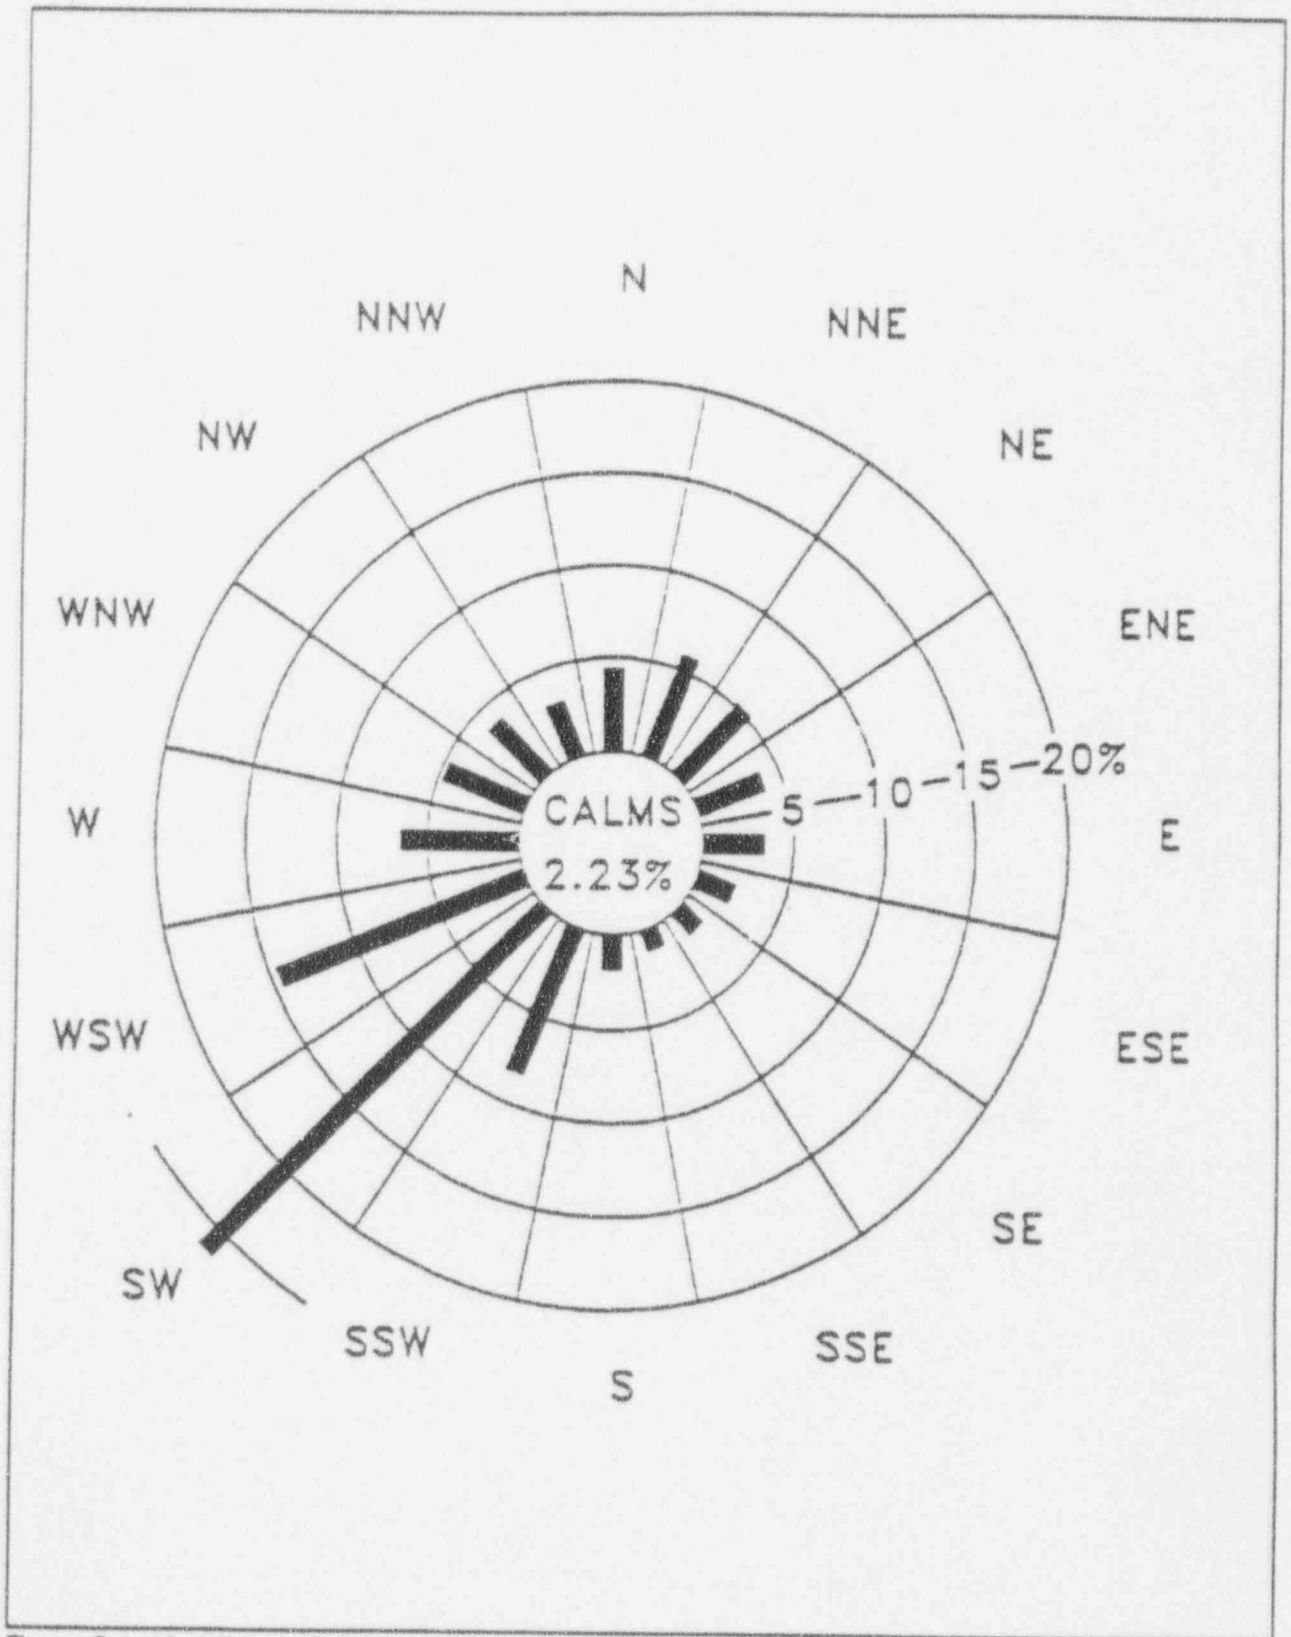 N
NNW
NNE
NW
NE
WNW
ENE
5-10-15-20%
CALMS
2.23%
W
E
WSW
ESE
SW
SE
SSW
SSE
S